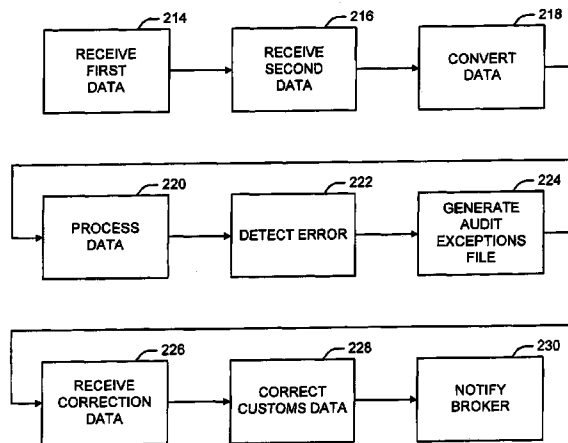 214
RECEIVE
FIRST
DATA
216
RECEIVE
SECOND
DATA
218
CONVERT
DATA
220
PROCESS
DATA
222
DETECT ERROR
224
GENERATE
AUDIT
EXCEPTIONS
FILE
226
RECEIVE
CORRECTION
DATA
228
CORRECT
CUSTOMS DATA
230
NOTIFY
BROKER